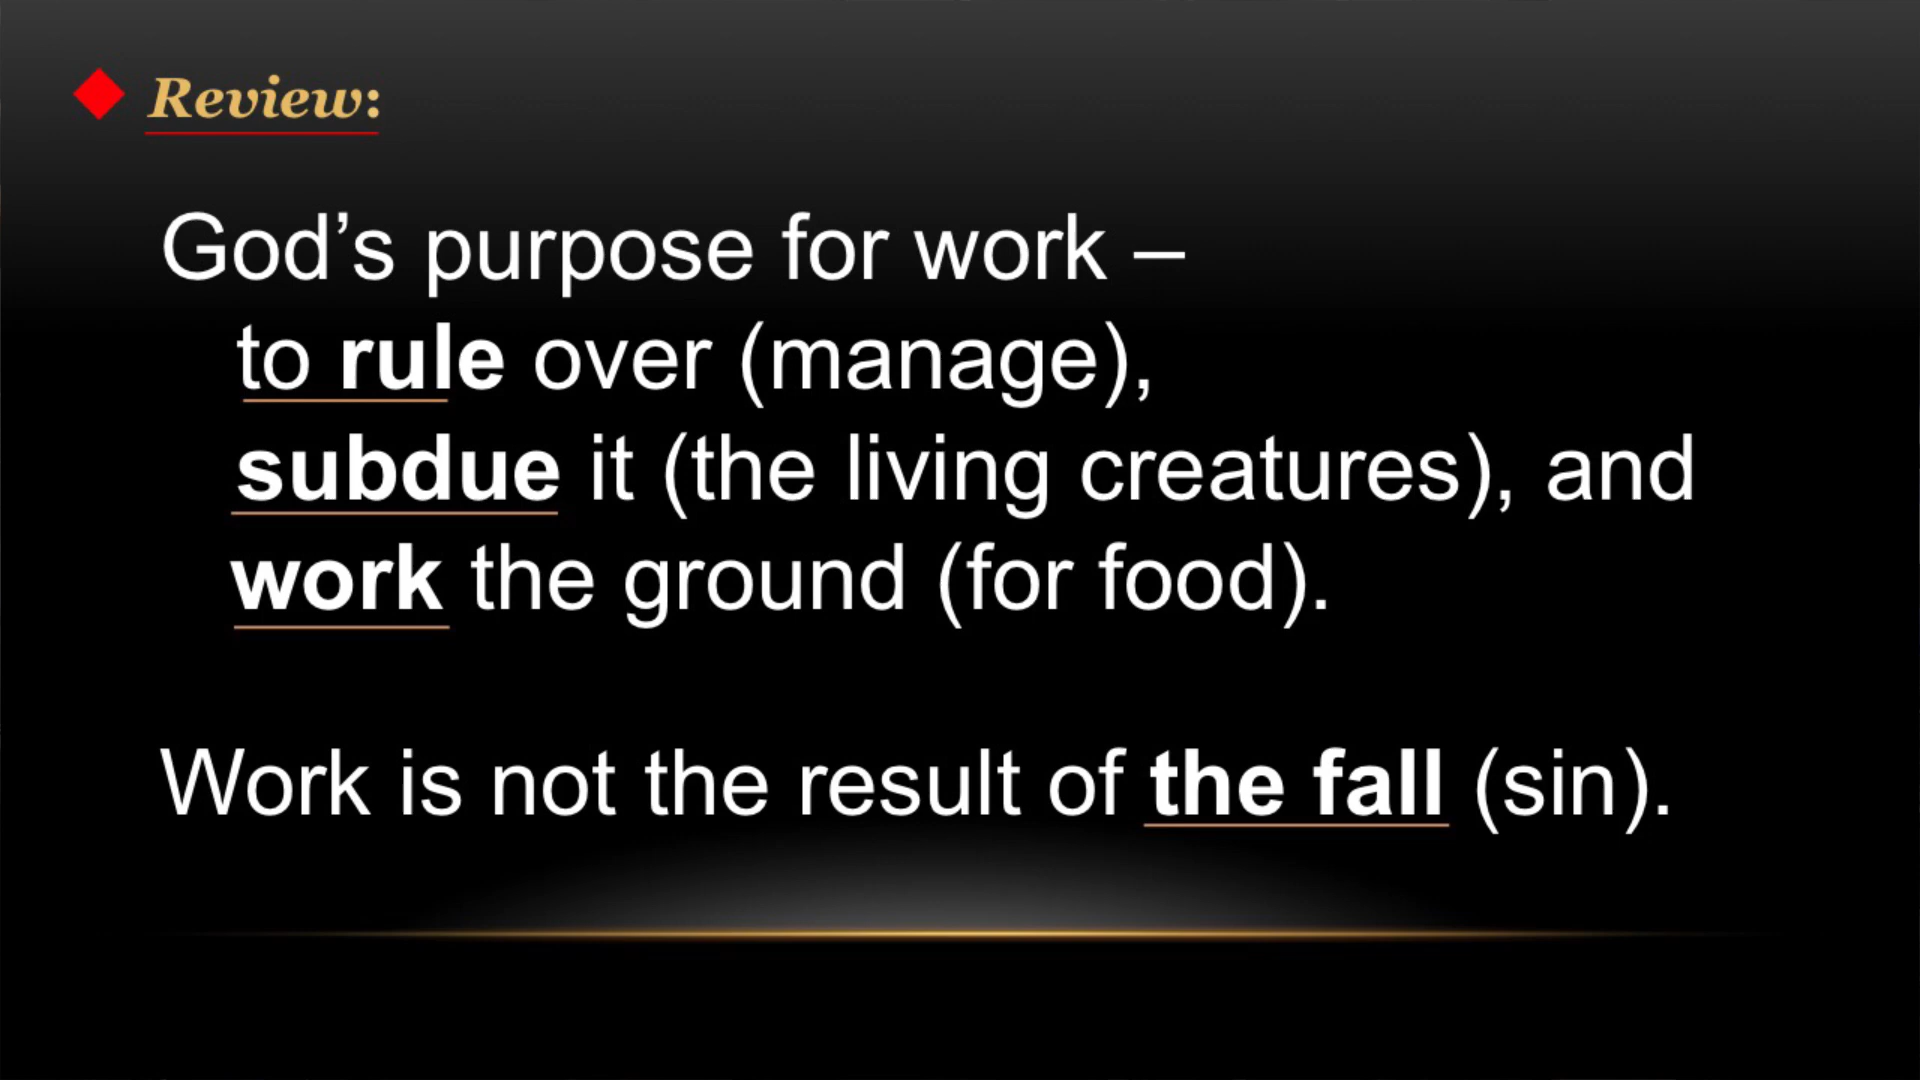 Review:
God’s purpose for work –
to rule over (manage),
subdue it (the living creatures), and
work the ground (for food).
Work is not the result of the fall (sin).